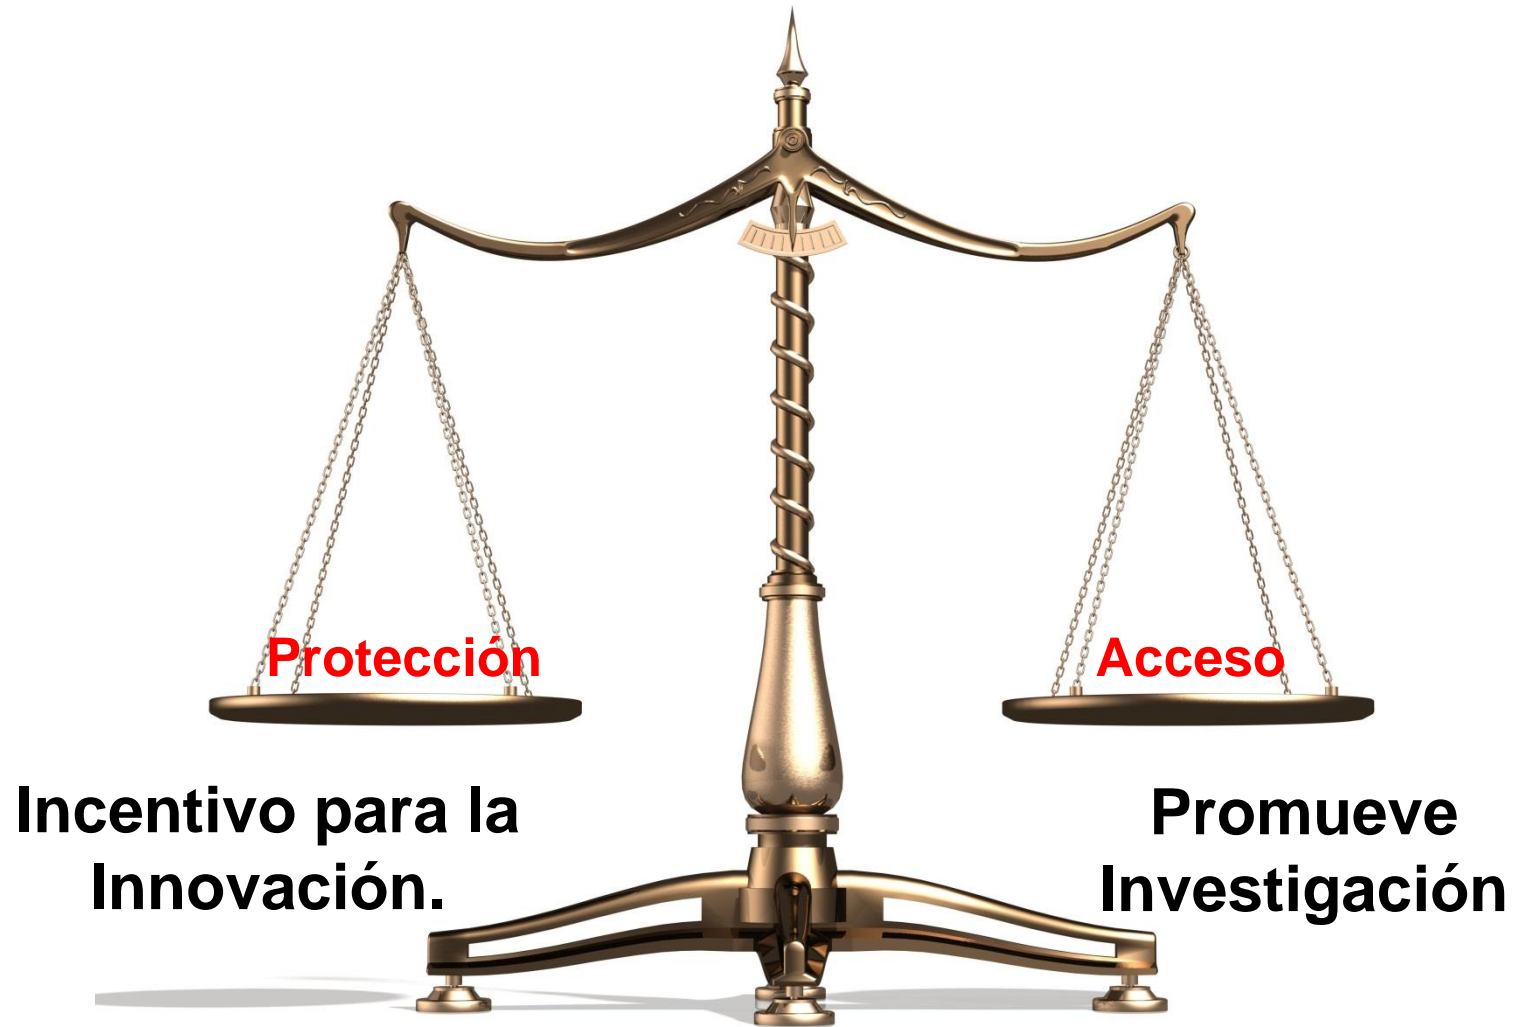 Protección
Acceso
Incentivo para la
Innovación.
Promueve
Investigación